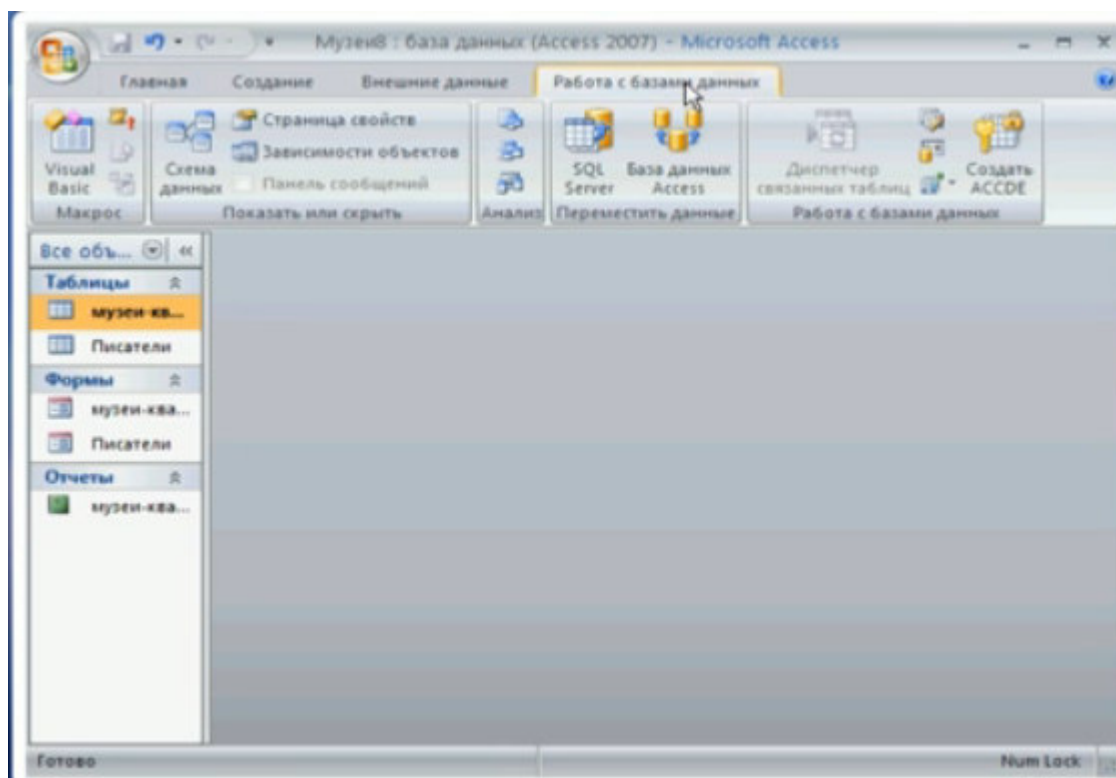 Музеи8 : база данных (Access 2007) - Microsoft Access
Главная Создание Внешние данные Работа с базами данных
Visual Basic
Макрос
Схема данных
Страница свойств
Зависимости объектов
Панель сообщений
Показать или скрыть
Анализ
SQL Server
База данных Access
Переместить данные
Диспетчер связанных таблиц
Создать ACCDE
Работа с базами данных
Все объ...
Таблицы
музеи-кв...
Писатели
Формы
музеи-ква...
Писатели
Отчеты
музеи-ква...
Готово
Num Lock